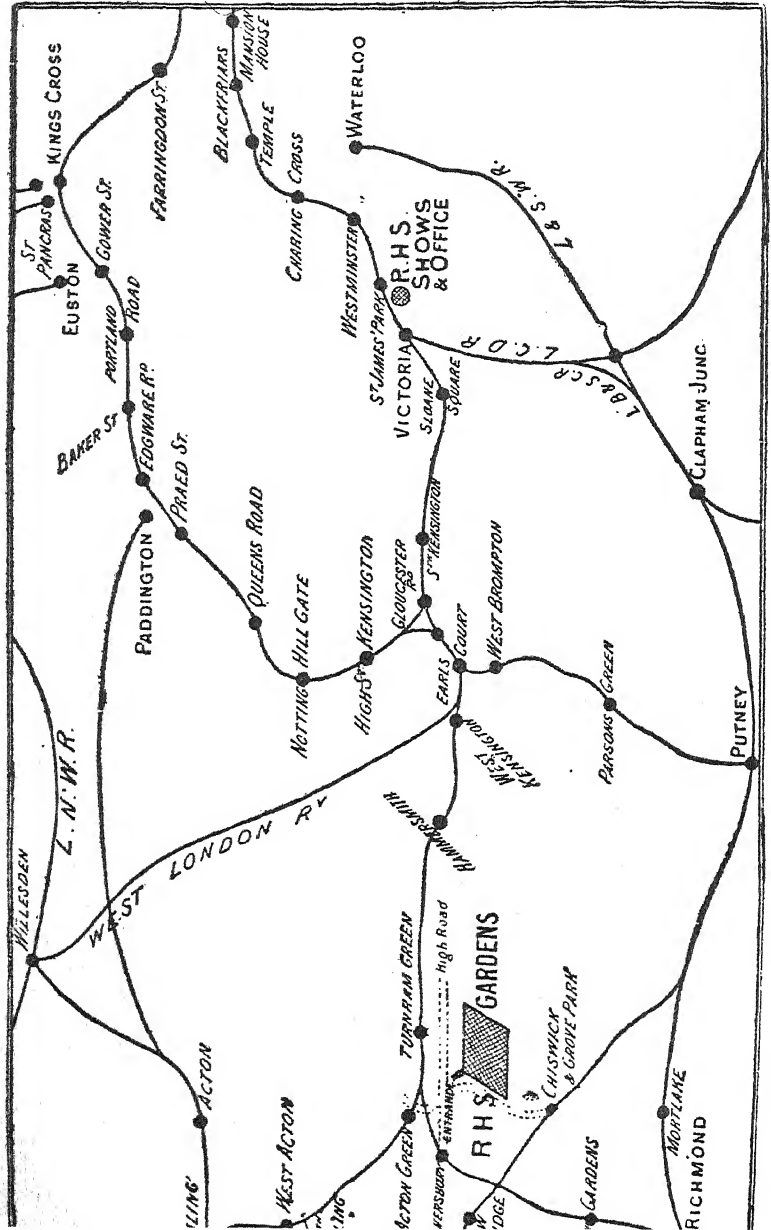 WILLESDEN
L. N. W. R.
WEST LONDON RY
ACTON
LLING
WEST ACTON
ACTON GREEN
TURNHAM GREEN
High Road
ENTRANCE
RHS GARDENS
CHISWICK
& GROVE PARK
GARDENS
MORTLAKE
RICHMOND
PUTNEY
PARSONS GREEN
WEST BROMPTON
EARLS COURT
WEST
KENSINGTON
HAMMERSMITH
NOTTING HILL GATE
HIGH ST KENSINGTON
GLOUCESTER
RD
STH KENSINGTON
QUEENS ROAD
PADDINGTON
PRAED ST.
EDGWARE RD
BAKER ST
PORTLAND
ROAD
EUSTON
GOWER ST.
ST
PANCRAS
KINGS CROSS
FARRINGDON ST.
MANSION
HOUSE
BLACKFRIARS
TEMPLE
CHARING CROSS
WESTMINSTER "
ST JAMES' PARK
R.H.S.
SHOWS
& OFFICE
VICTORIA
SLOANE
SQUARE
WATERLOO
L & S. W. R.
L. C. D R
L. B & S C R
CLAPHAM JUNC.